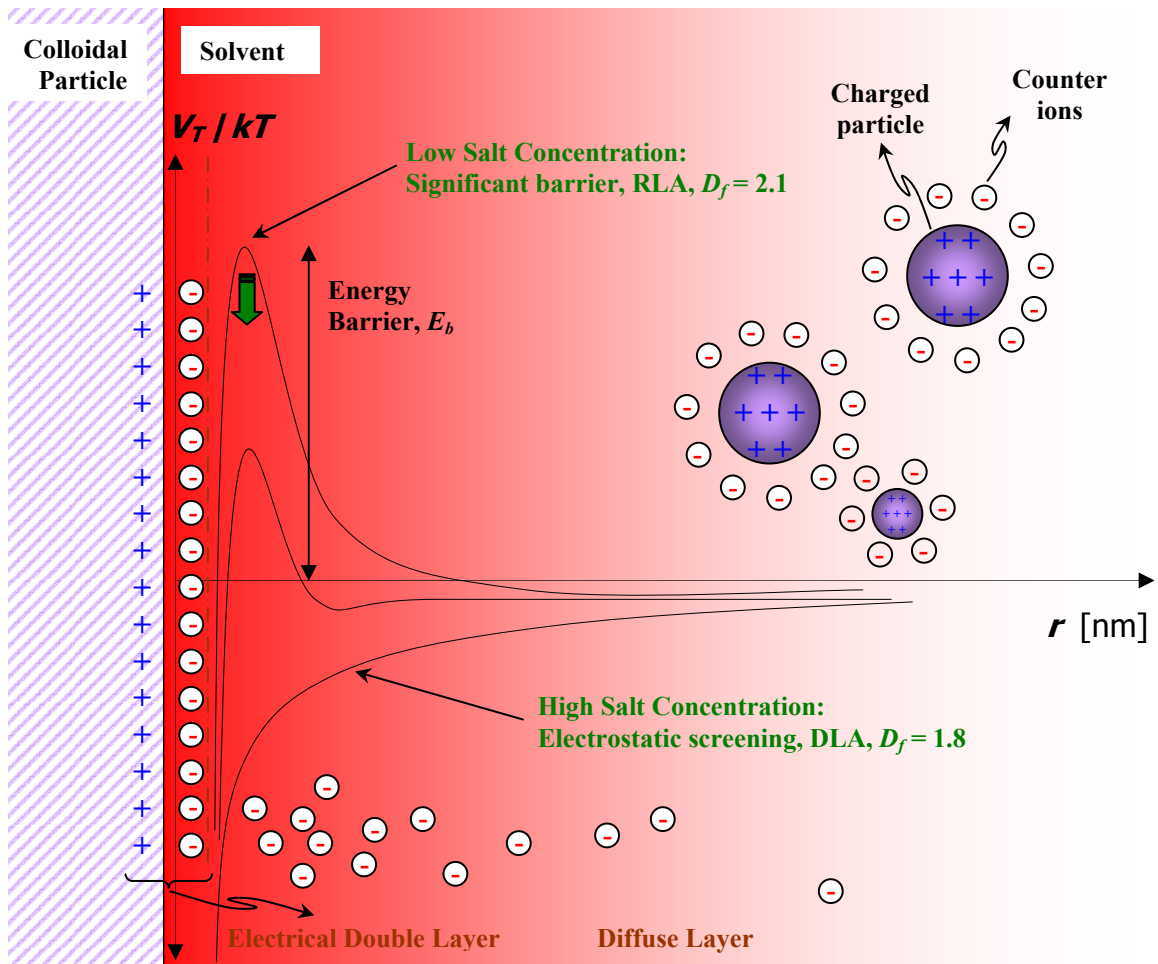 Colloidal
Particle
Solvent
V_T / kT
Low Salt Concentration:
Significant barrier, RLA, D_f = 2.1
Charged
particle
Counter
ions
Energy
Barrier, E_b
r [nm]
High Salt Concentration:
Electrostatic screening, DLA, D_f = 1.8
Electrical Double Layer
Diffuse Layer